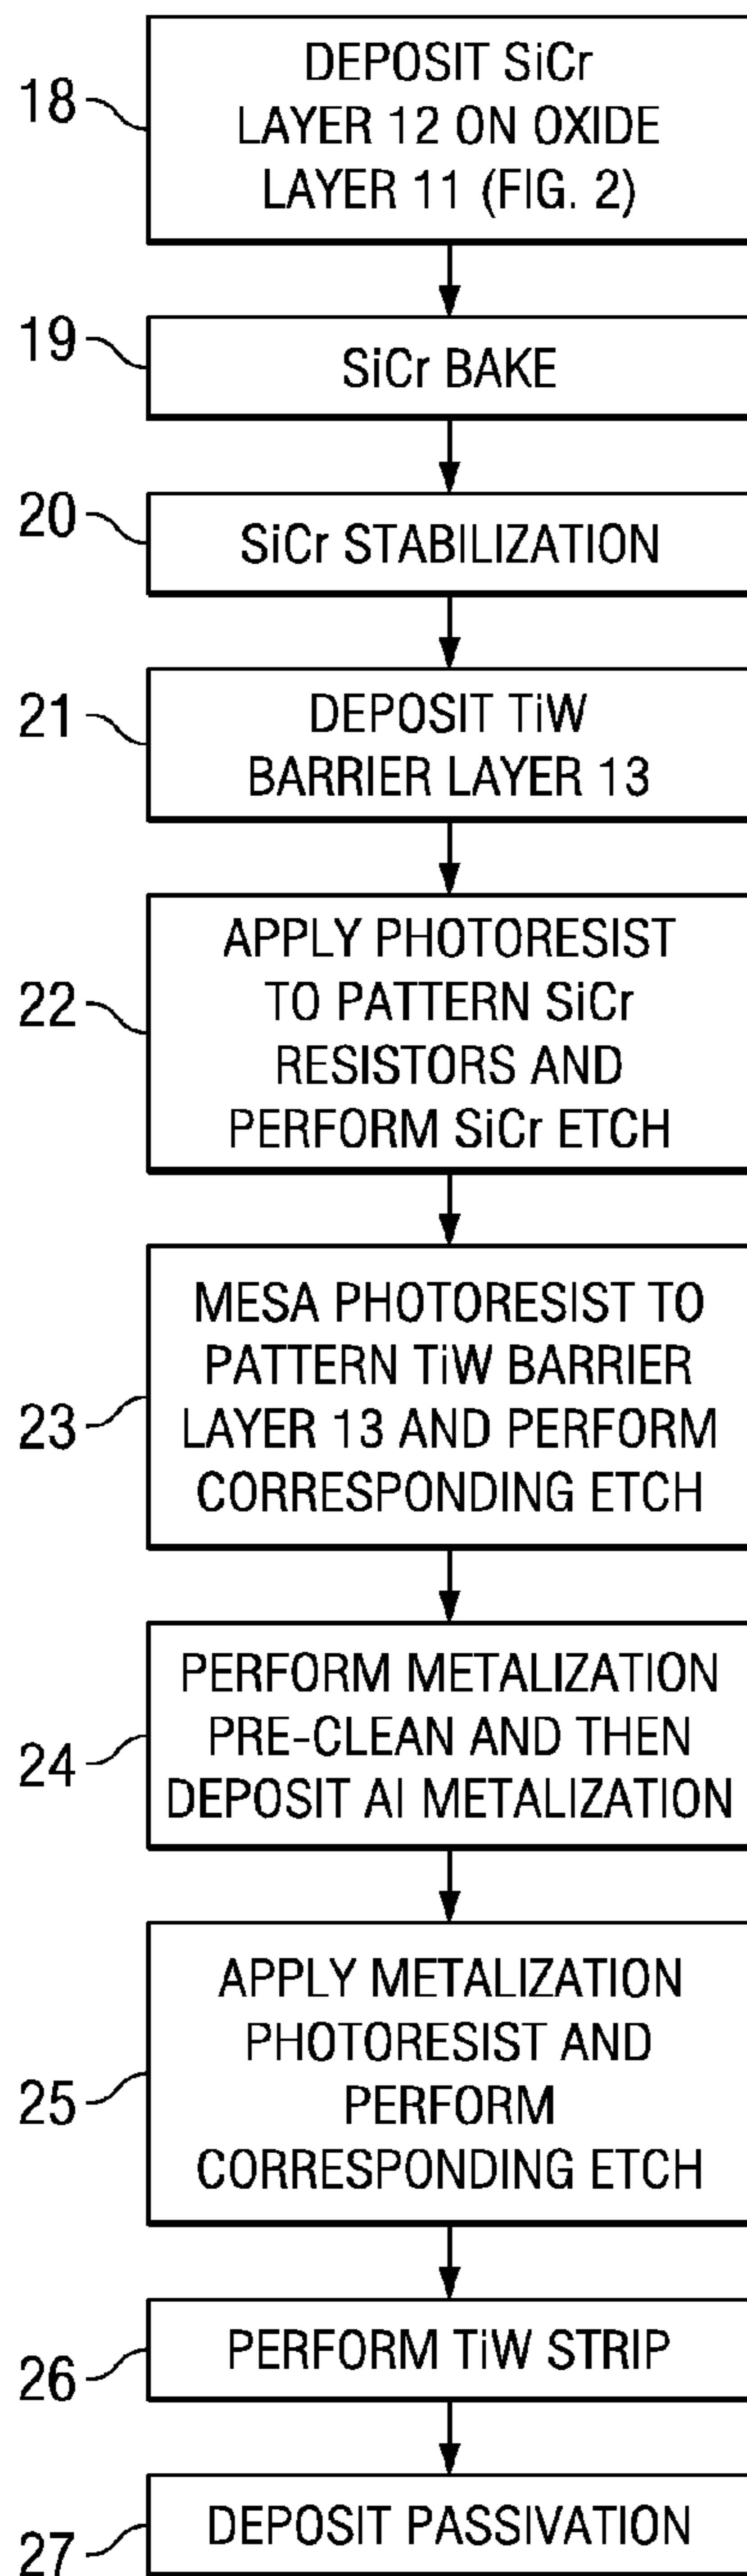 18
DEPOSIT SiCr
LAYER 12 ON OXIDE
LAYER 11 (FIG. 2)
19
SiCr BAKE
20
SiCr STABILIZATION
21
DEPOSIT TiW
BARRIER LAYER 13
22
APPLY PHOTORESIST
TO PATTERN SiCr
RESISTORS AND
PERFORM SiCr ETCH
23
MESA PHOTORESIST TO
PATTERN TiW BARRIER
LAYER 13 AND PERFORM
CORRESPONDING ETCH
24
PERFORM METALIZATION
PRE-CLEAN AND THEN
DEPOSIT Al METALIZATION
25
APPLY METALIZATION
PHOTORESIST AND
PERFORM
CORRESPONDING ETCH
26
PERFORM TiW STRIP
27
DEPOSIT PASSIVATION